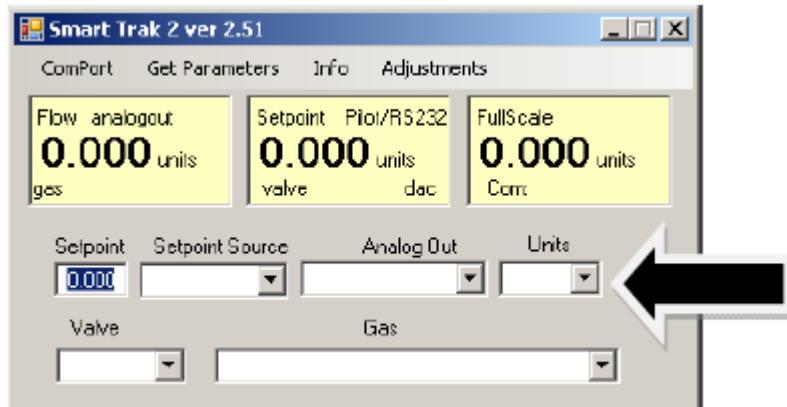 Smart Trak 2 ver 2.51
ComPort Get Parameters Info Adjustments
Flow analogout
0.000 units
gas
Setpoint Pilot/RS232
0.000 units
valve dac
FullScale
0.000 units
Com:
Setpoint Setpoint Source Analog Out Units
0.000
Valve Gas